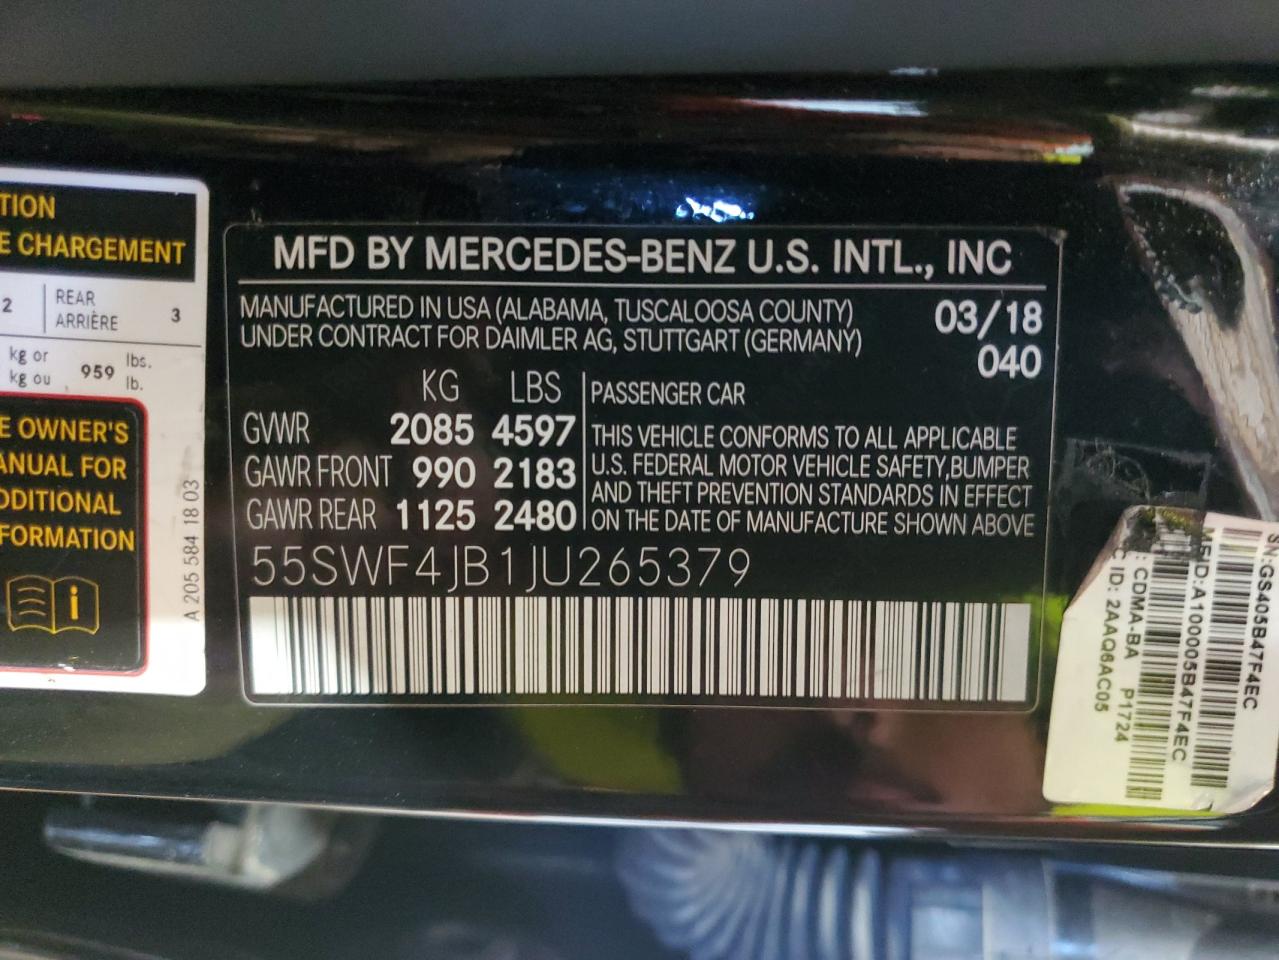 TION
E CHARGEMENT
2 REAR
ARRIÈRE 3
kg or
kg ou 959 lbs.
lb.
E OWNER'S
ANUAL FOR
DDITIONAL
FORMATION
i
A 205 584 18 03
MFD BY MERCEDES-BENZ U.S. INTL., INC
MANUFACTURED IN USA (ALABAMA, TUSCALOOSA COUNTY) 03/18
UNDER CONTRACT FOR DAIMLER AG, STUTTGART (GERMANY) 040
KG LBS
GVWR 2085 4597
GAWR FRONT 990 2183
GAWR REAR 1125 2480
PASSENGER CAR
THIS VEHICLE CONFORMS TO ALL APPLICABLE
U.S. FEDERAL MOTOR VEHICLE SAFETY,BUMPER
AND THEFT PREVENTION STANDARDS IN EFFECT
ON THE DATE OF MANUFACTURE SHOWN ABOVE
55SWF4JB1JU265379
SN:GS405B47F4EC
MEID:A1000005B47F4EC
: CDMA-BA P1724
C ID: 2AAQ6AC05